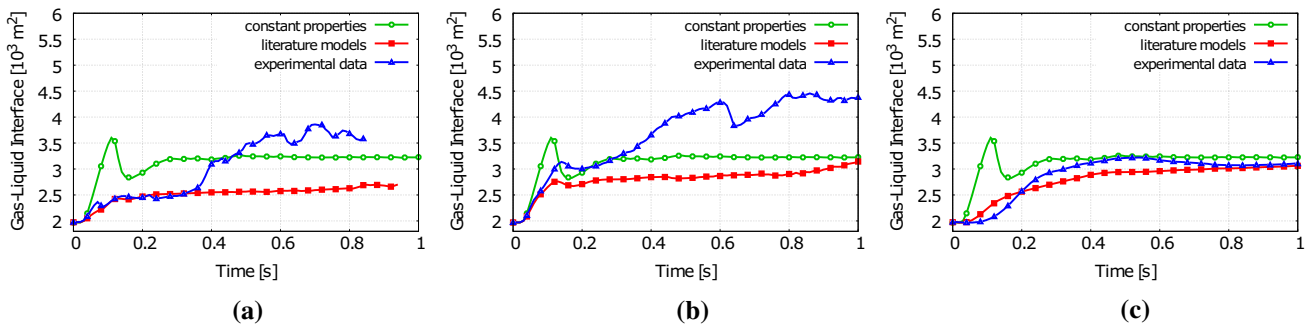 Gas-Liquid Interface [10³ m²]
6
5.5
5
4.5
4
3.5
3
2.5
2
constant properties
literature models
experimental data
0 0.2 0.4 0.6 0.8 1
Time [s]
(a)
Gas-Liquid Interface [10³ m²]
6
5.5
5
4.5
4
3.5
3
2.5
2
constant properties
literature models
experimental data
0 0.2 0.4 0.6 0.8 1
Time [s]
(b)
Gas-Liquid Interface [10³ m²]
6
5.5
5
4.5
4
3.5
3
2.5
2
constant properties
literature models
experimental data
0 0.2 0.4 0.6 0.8 1
Time [s]
(c)